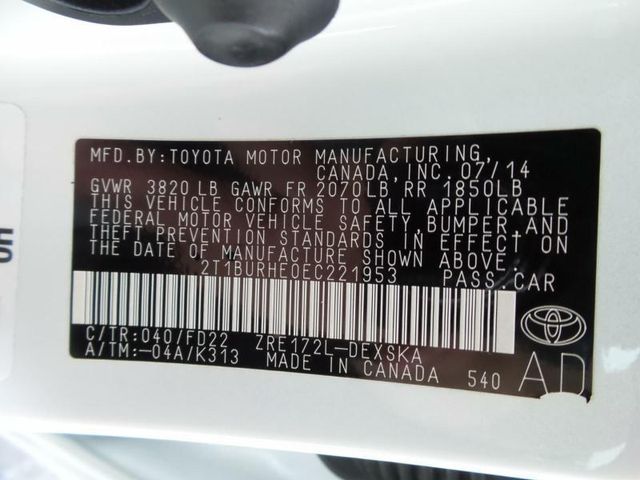 MFD. BY: TOYOTA MOTOR MANUFACTURING,
CANADA, INC. 07/14
GVWR 3820 LB GAWR FR 2070LB RR 1850LB
THIS VEHICLE CONFORMS TO ALL APPLICABLE
FEDERAL MOTOR VEHICLE SAFETY, BUMPER, AND
THEFT PREVENTION STANDARDS IN EFFECT ON
THE DATE OF MANUFACTURE SHOWN ABOVE.
2T1BURHE0EC221953 PASS. CAR
C/TR: 040/FD22 ZRE172L-DEXSKA
A/TM: -04A/K313 MADE IN CANADA 540
AD